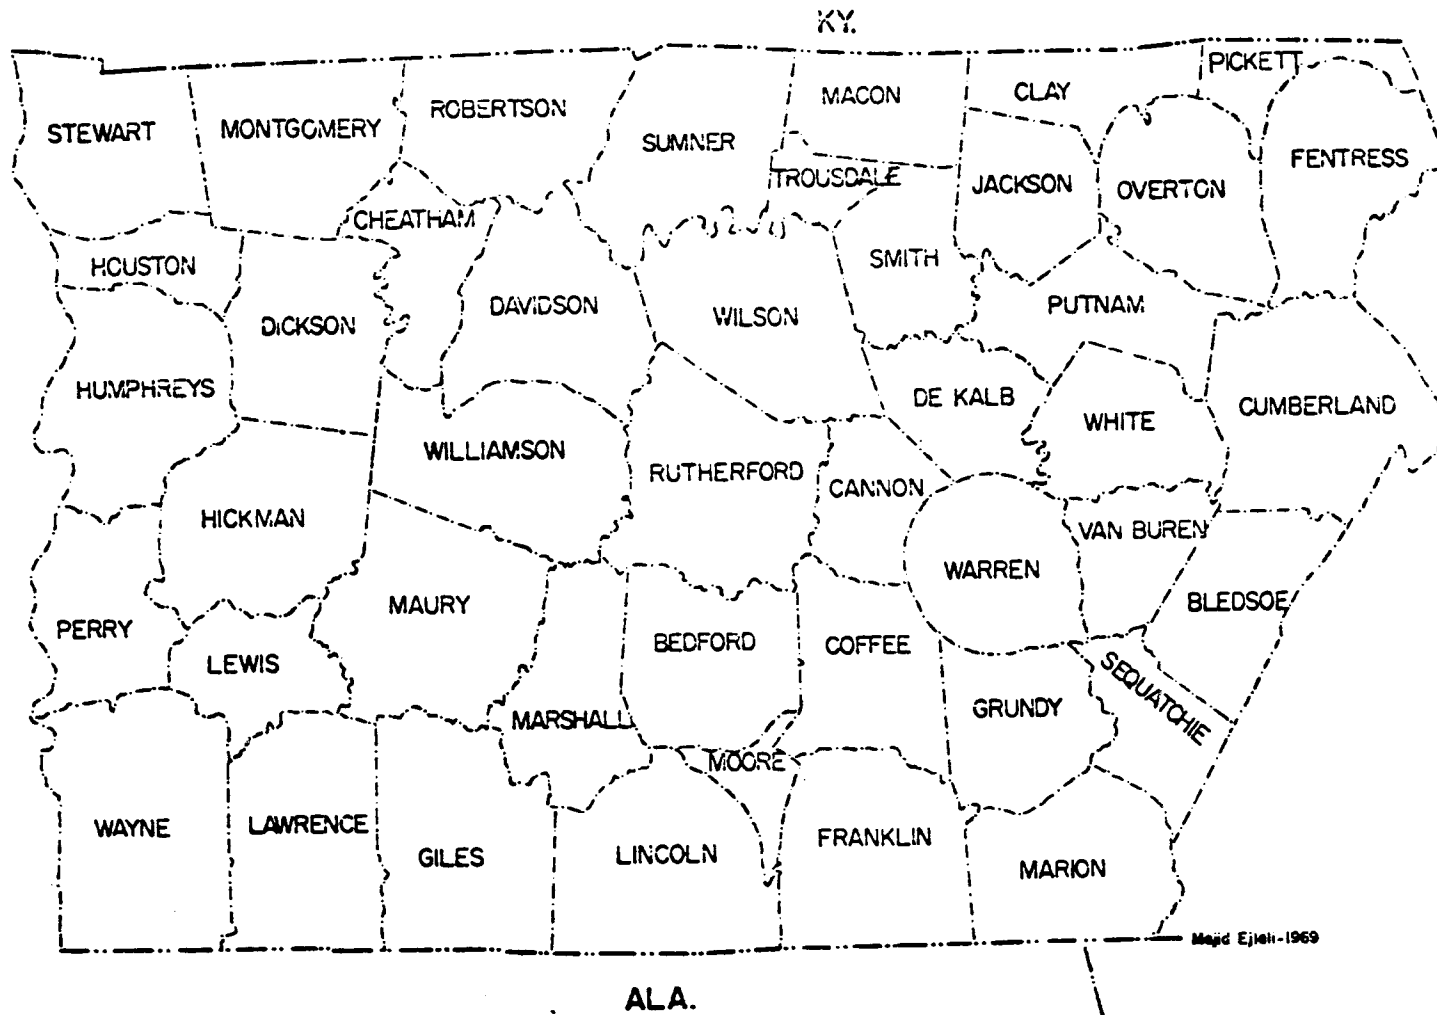 KY.
PICKETT
MACON
CLAY
ROBERTSON
STEWART
MONTGOMERY
SUMNER
FENTRESS
TROUSDALE
JACKSON
OVERTON
CHEATHAM
HOUSTON
SMITH
DAVIDSON
PUTNAM
DICKSON
WILSON
HUMPHREYS
DE KALB
CUMBERLAND
WHITE
WILLIAMSON
RUTHERFORD
CANNON
HICKMAN
VAN BUREN
WARREN
MAURY
BLEDSOE
PERRY
BEDFORD
COFFEE
LEWIS
SEQUATCHIE
GRUNDY
MARSHALL
MOORE
WAYNE
LAWRENCE
FRANKLIN
GILES
LINCOLN
MARION
Majid Ejlali-1969
ALA.